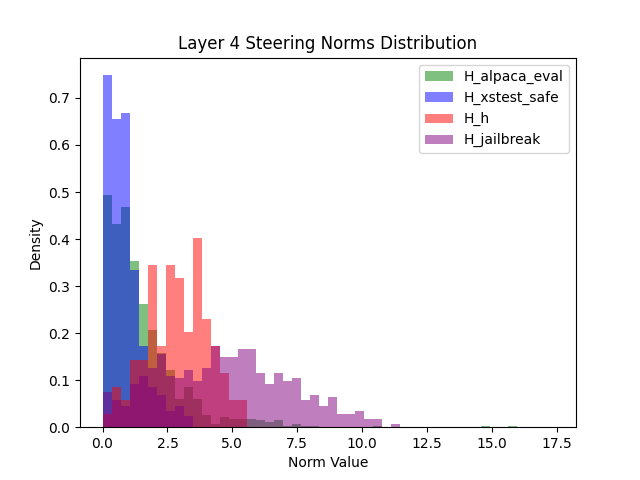 Layer 4 Steering Norms Distribution
H_alpaca_eval
H_xstest_safe
H_h
H_jailbreak
0.7
0.6
0.5
0.4
0.3
0.2
0.1
0.0
Density
0.0 2.5 5.0 7.5 10.0 12.5 15.0 17.5
Norm Value